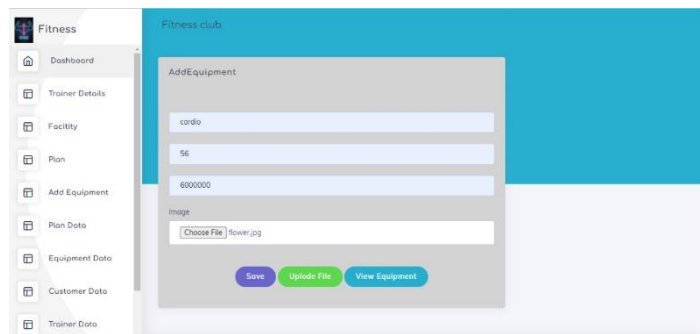 Fitness
Dashboard
Trainer Details
Facitity
Plan
Add Equipment
Plan Data
Equipment Data
Customer Data
Trainer Data
Fitness club
AddEquipment
cardio
56
6000000
Image
Choose File flower.jpg
Save Uplode File View Equipment